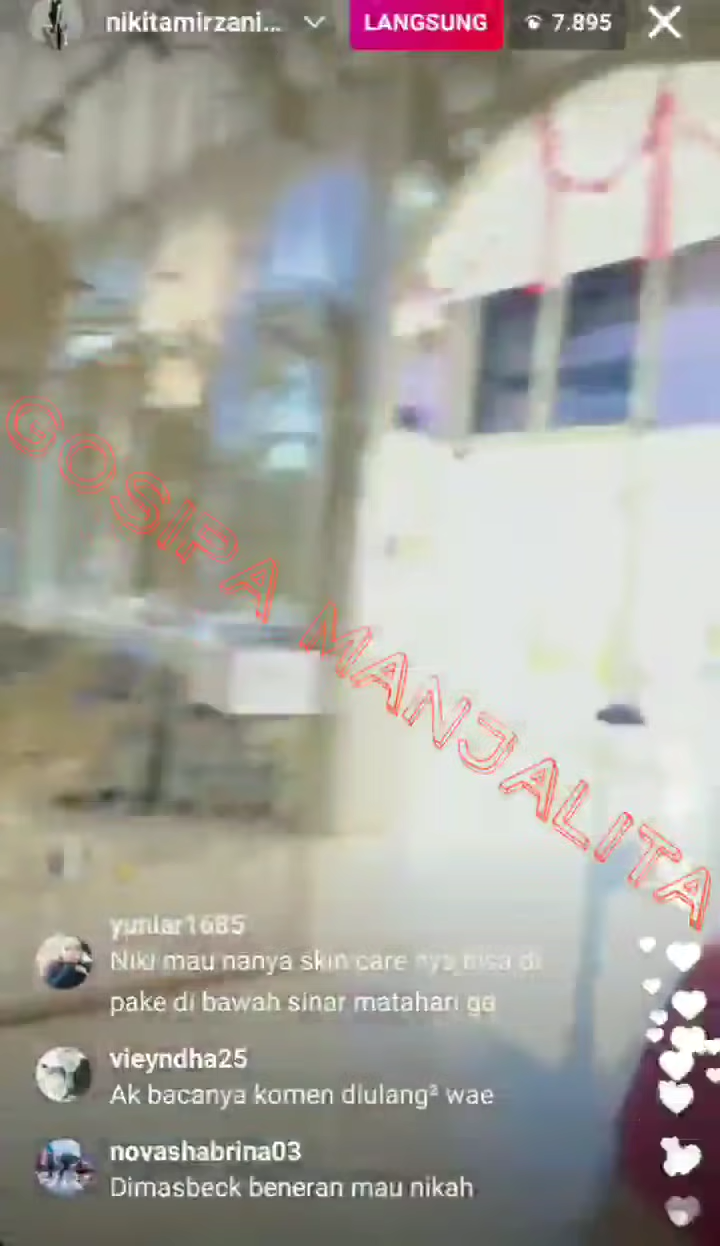 nikitamirzani...
LANGSUNG
7.895
GOSIPA MANJALITA
yunlar1685
Niki mau nanya skin care nya bisa di
pake di bawah sinar matahari ga
vieyndha25
Ak bacanya komen diulang² wae
novashabrina03
Dimasbeck beneran mau nikah